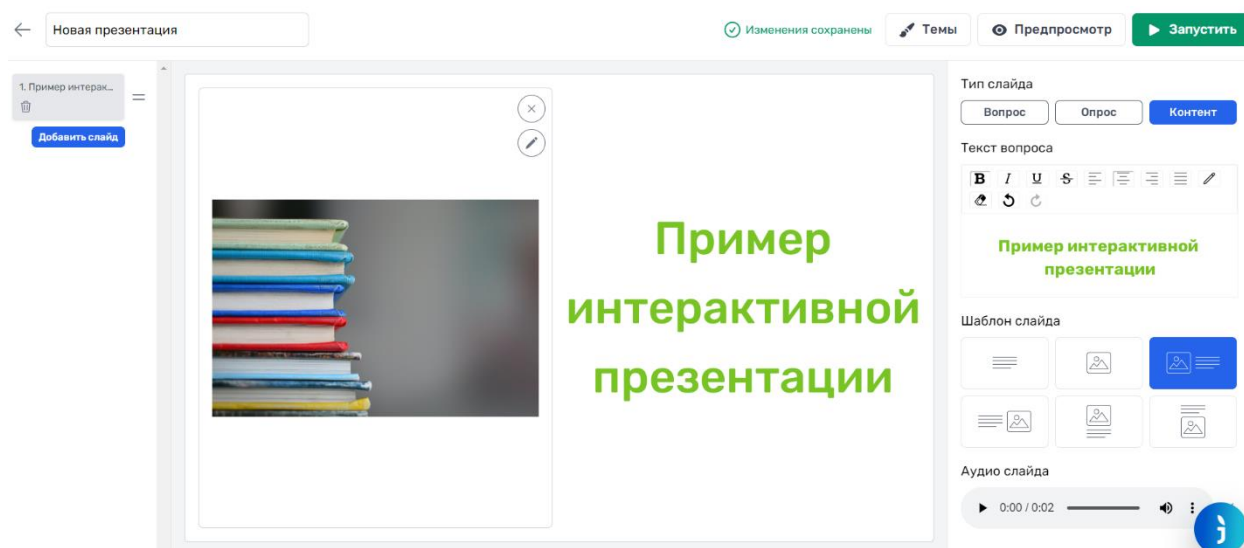 Новая презентация
Изменения сохранены
Темы
Предпросмотр
Запустить
1. Пример интерак...
Добавить слайд
Пример
интерактивной
презентации
Тип слайда
Вопрос
Опрос
Контент
Текст вопроса
B I U S
Пример интерактивной
презентации
Шаблон слайда
Аудио слайда
0:00 / 0:02